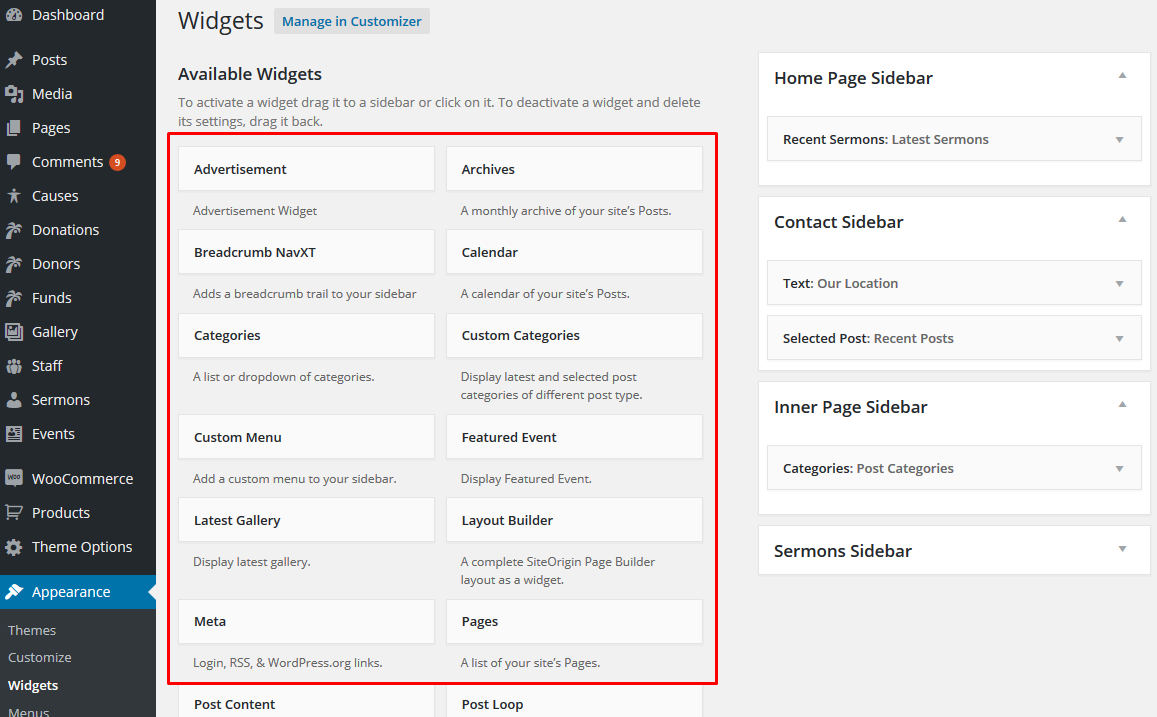 Dashboard
Posts
Media
Pages
Comments 9
Causes
Donations
Donors
Funds
Gallery
Staff
Sermons
Events
WooCommerce
Products
Theme Options
Appearance
Themes
Customize
Widgets
Menus
Widgets Manage in Customizer
Available Widgets
To activate a widget drag it to a sidebar or click on it. To deactivate a widget and delete
its settings, drag it back.
Advertisement
Advertisement Widget
Archives
A monthly archive of your site's Posts.
Breadcrumb NavXT
Adds a breadcrumb trail to your sidebar
Calendar
A calendar of your site's Posts.
Categories
A list or dropdown of categories.
Custom Categories
Display latest and selected post
categories of different post type.
Custom Menu
Add a custom menu to your sidebar.
Featured Event
Display Featured Event.
Latest Gallery
Display latest gallery.
Layout Builder
A complete SiteOrigin Page Builder
layout as a widget.
Meta
Login, RSS, & WordPress.org links.
Pages
A list of your site's Pages.
Post Content
Post Loop
Home Page Sidebar
Recent Sermons: Latest Sermons
Contact Sidebar
Text: Our Location
Selected Post: Recent Posts
Inner Page Sidebar
Categories: Post Categories
Sermons Sidebar